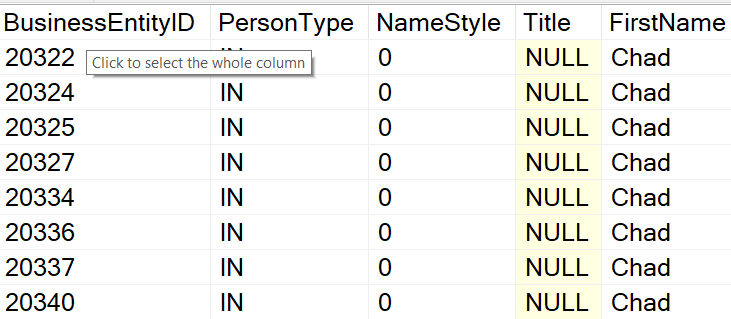 BusinessEntityID PersonType NameStyle Title FirstName
20322 0 NULL Chad
Click to select the whole column
20324 IN 0 NULL Chad
20325 IN 0 NULL Chad
20327 IN 0 NULL Chad
20334 IN 0 NULL Chad
20336 IN 0 NULL Chad
20337 IN 0 NULL Chad
20340 IN 0 NULL Chad